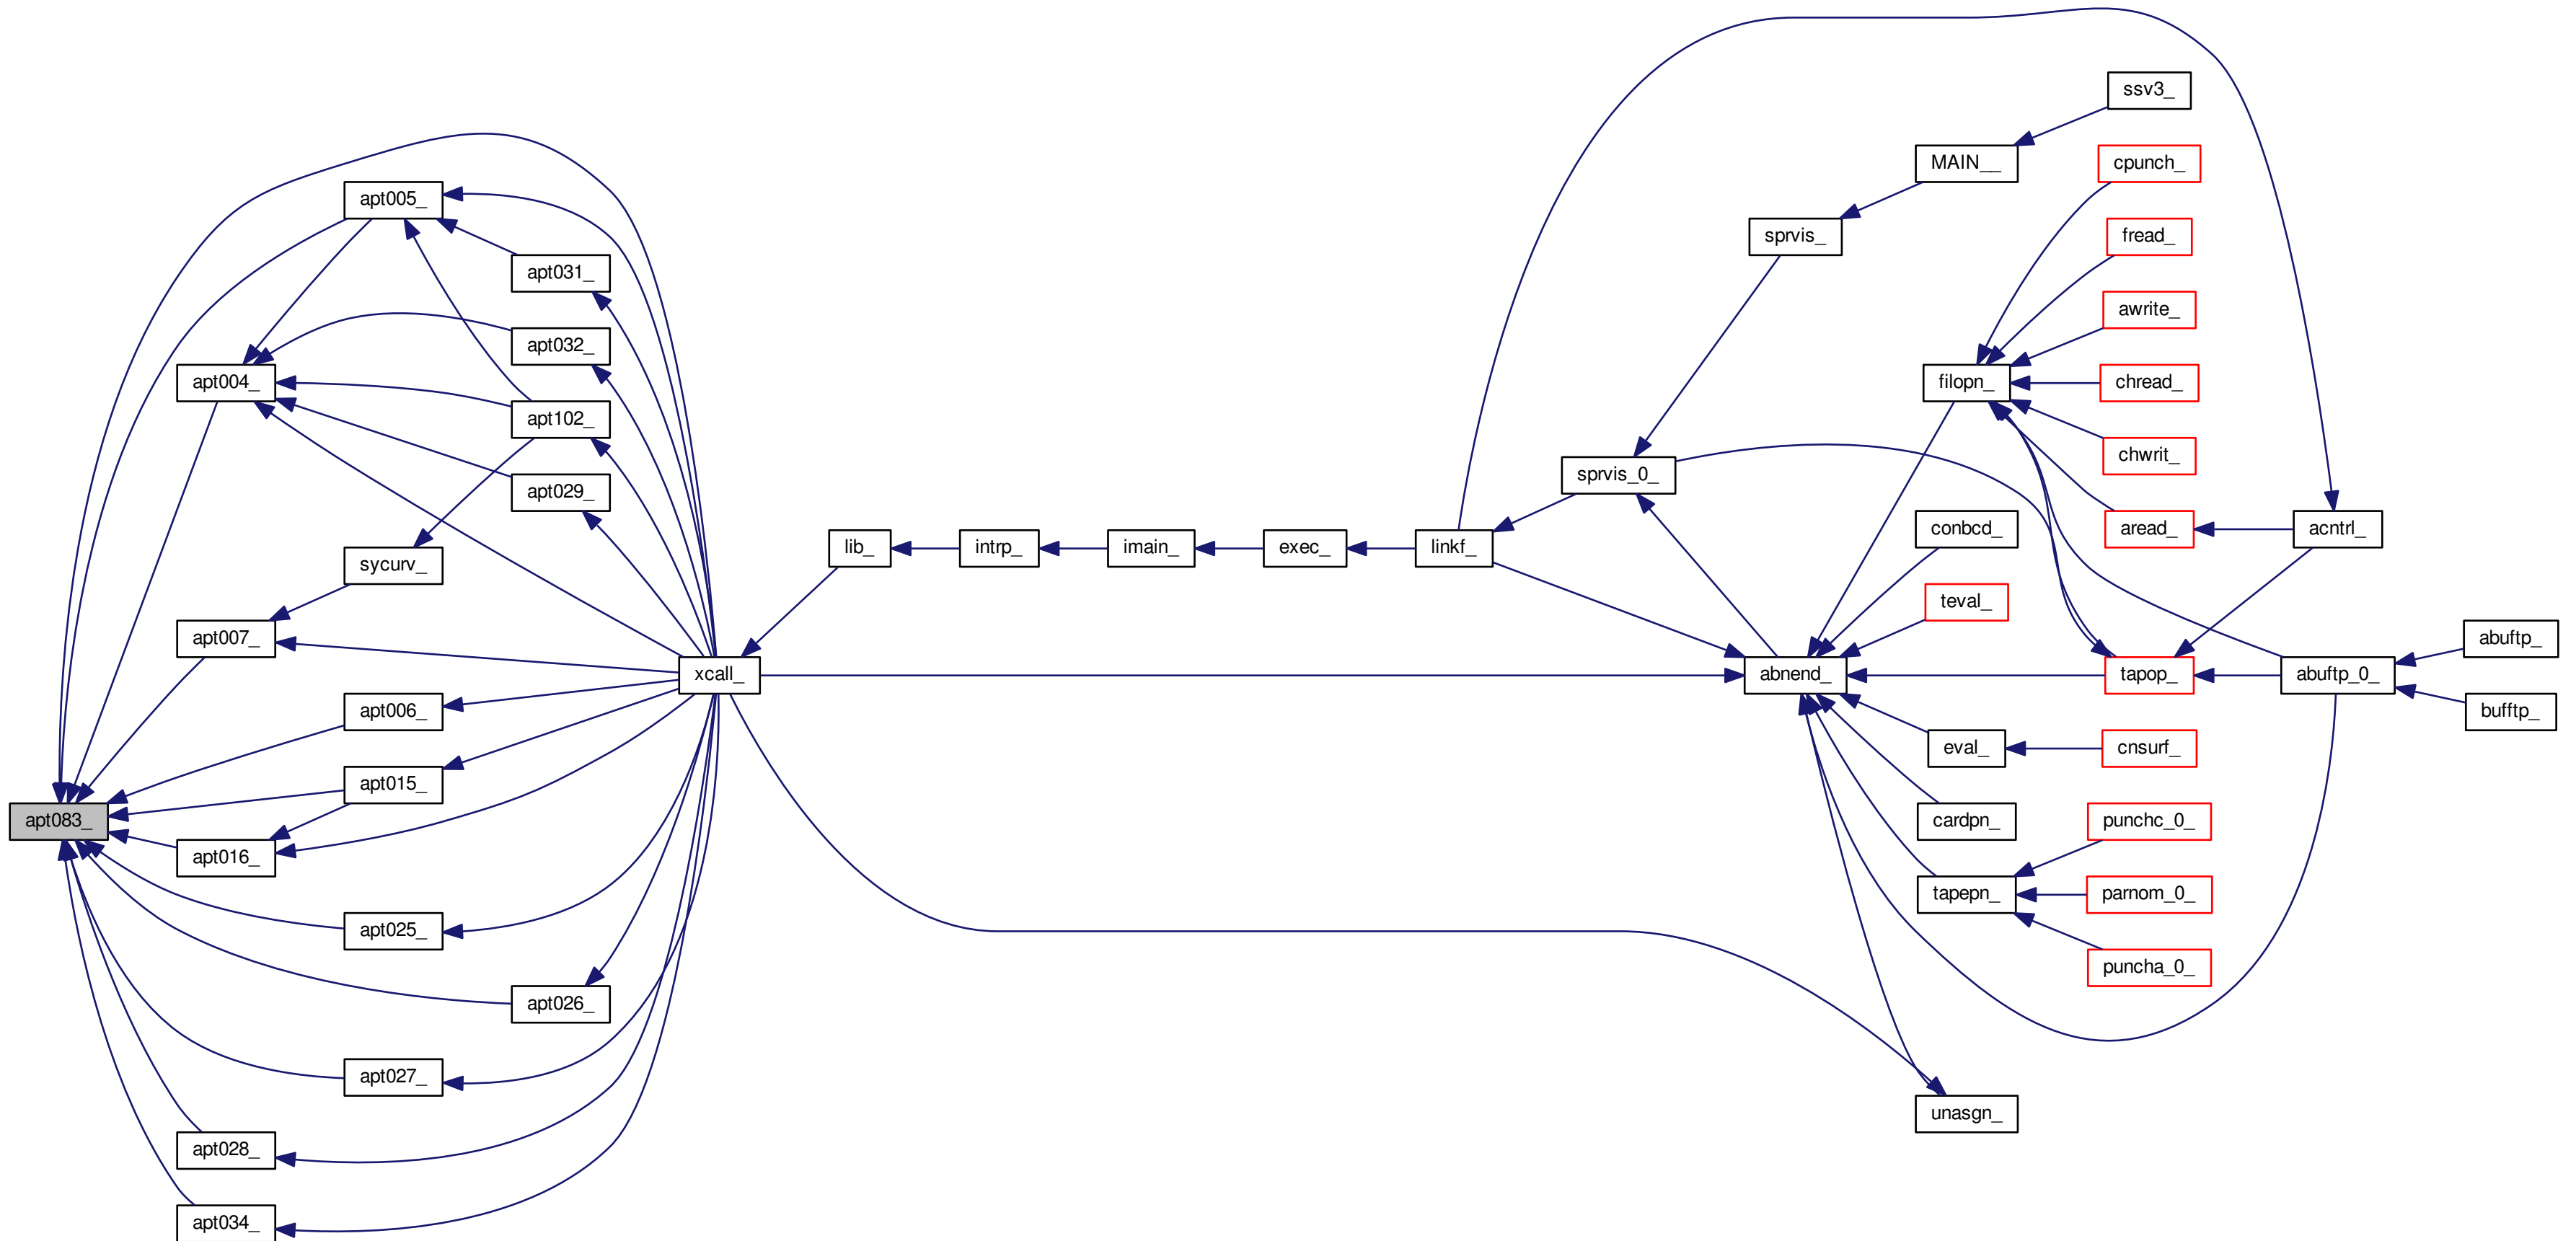 ssv3_
MAIN__
cpunch_
apt005_
sprvis_
fread_
apt031_
awrite_
apt032_
apt004_
filopn_
chread_
apt102_
chwrit_
sprvis_0_
apt029_
conbcd_
aread_
acntrl_
lib_
intrp_
imain_
exec_
linkf_
sycurv_
teval_
apt007_
abuftp_
xcall_
abnend_
tapop_
abuftp_0_
apt006_
bufftp_
eval_
cnsurf_
apt015_
apt083_
cardpn_
punchc_0_
apt016_
tapepn_
parnom_0_
apt025_
puncha_0_
apt026_
apt027_
unasgn_
apt028_
apt034_